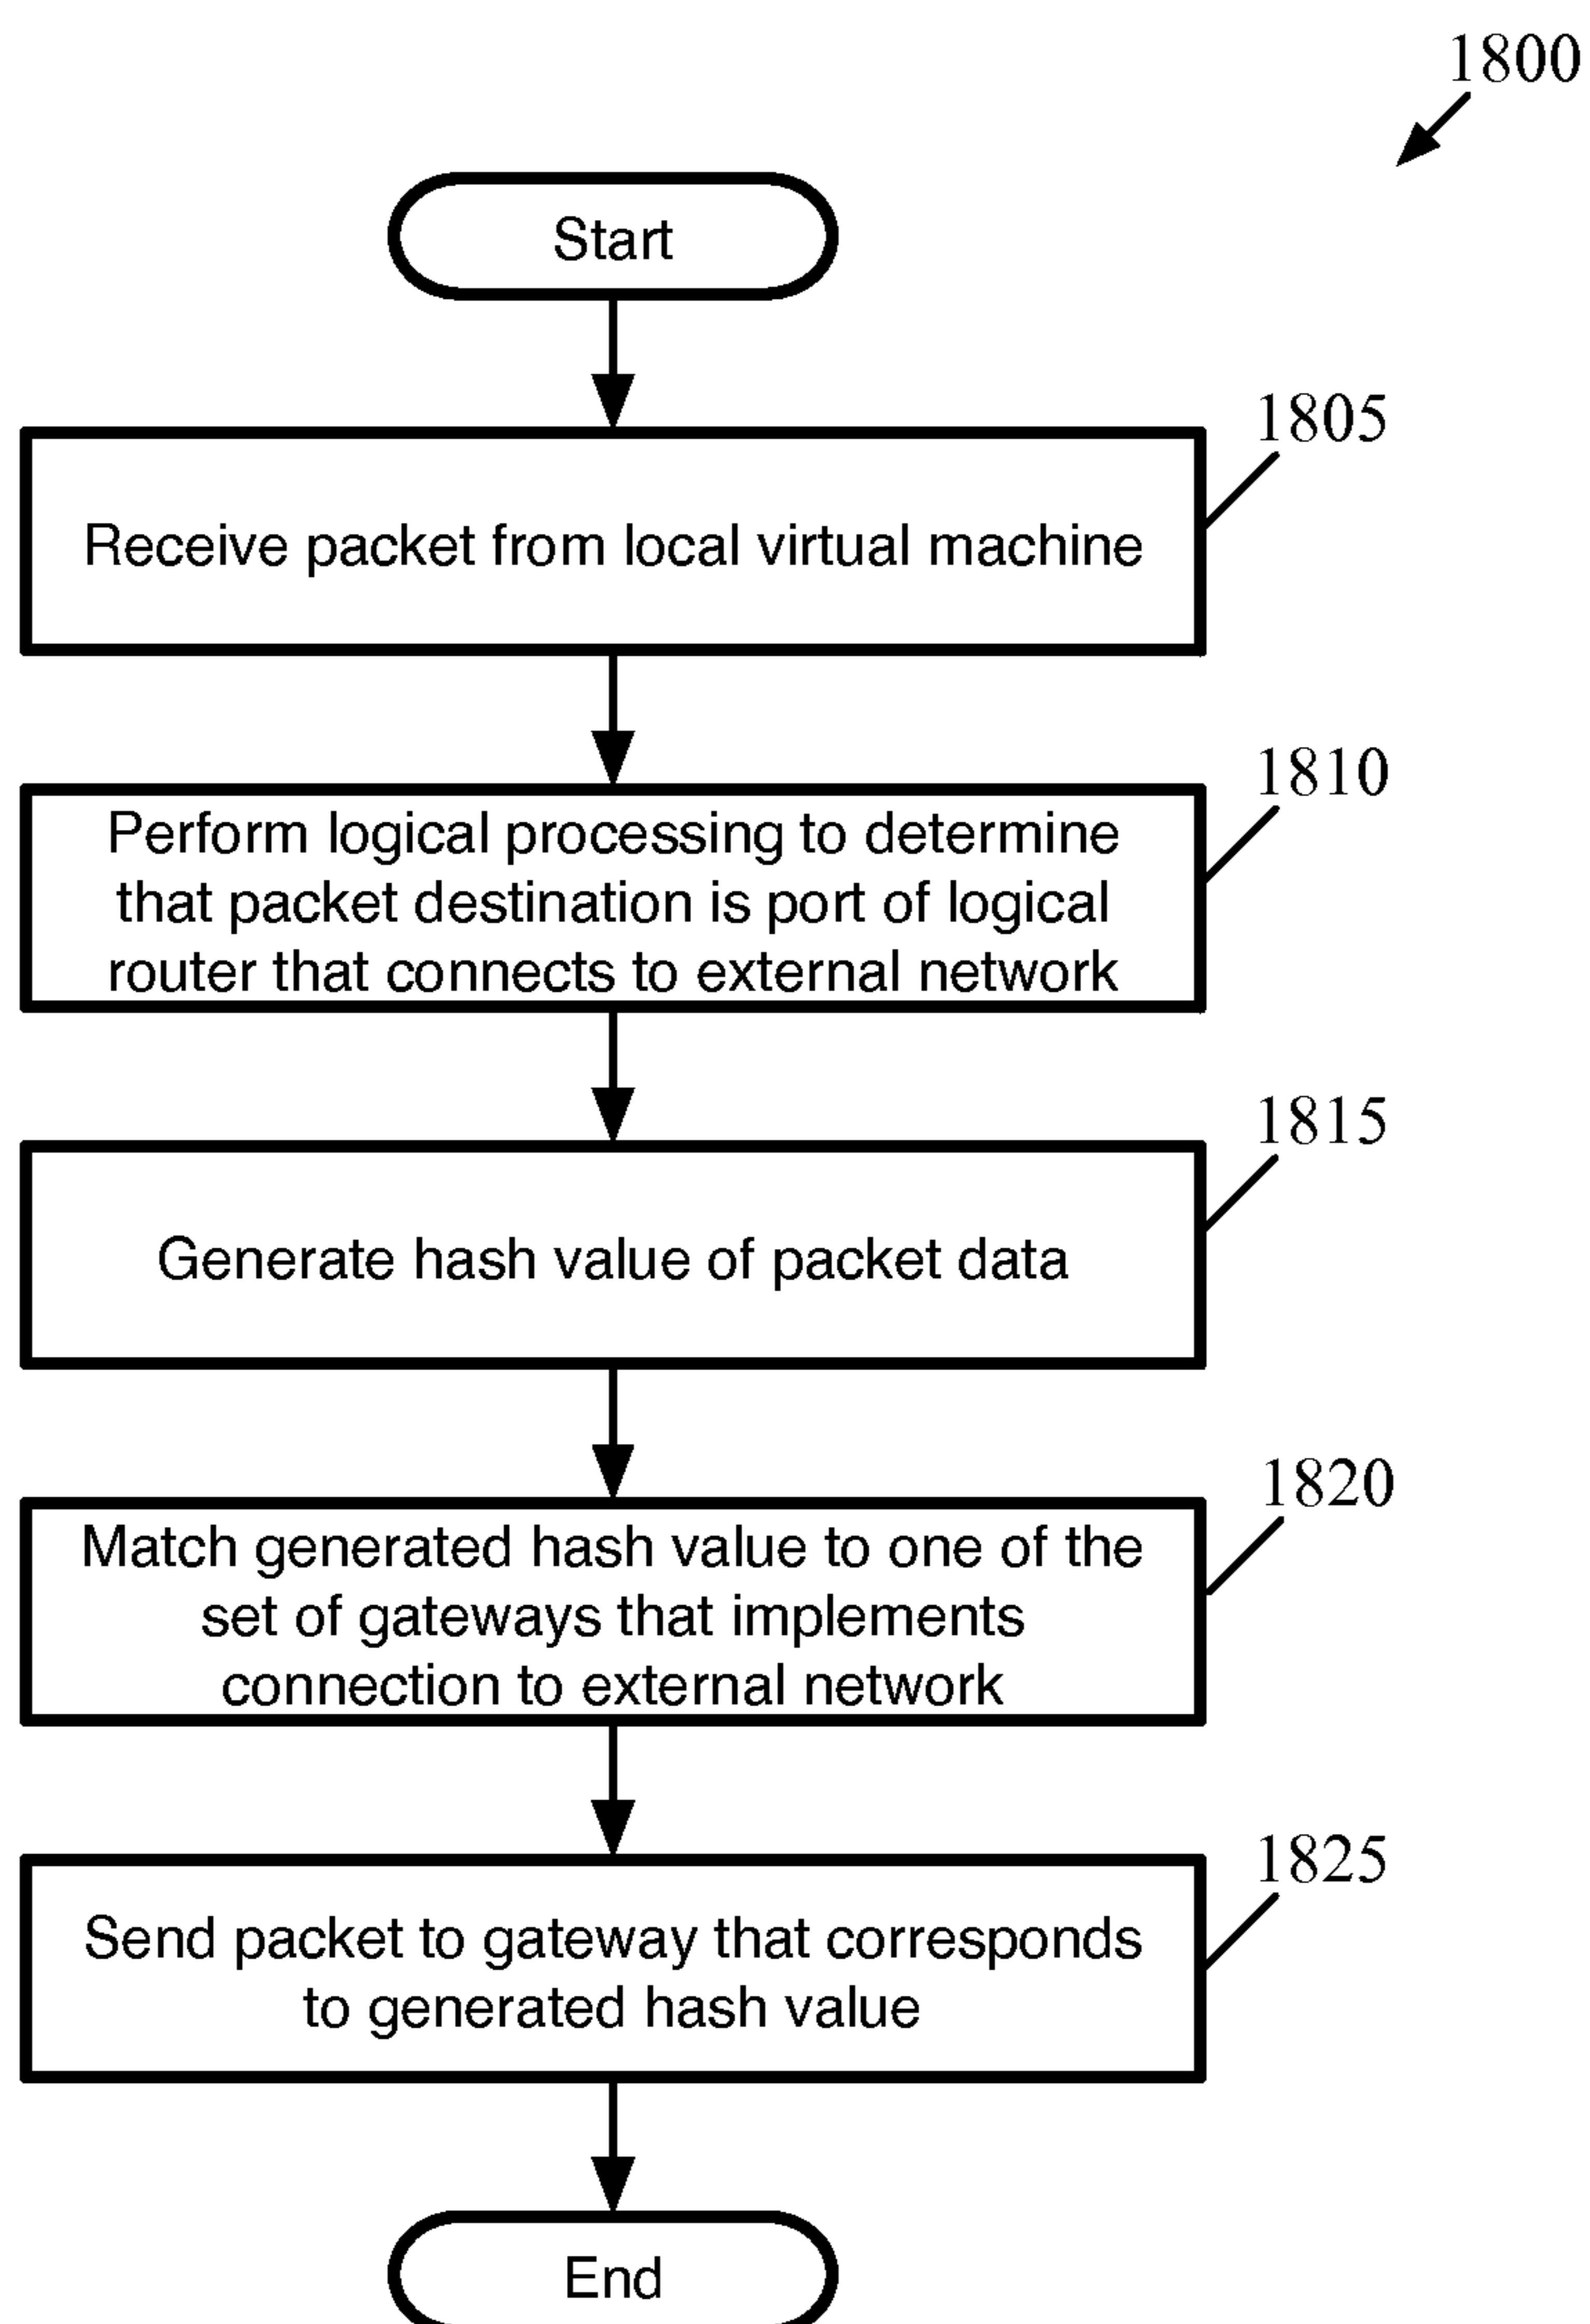 1800
Start
1805
Receive packet from local virtual machine
1810
Perform logical processing to determine
that packet destination is port of logical
router that connects to external network
1815
Generate hash value of packet data
1820
Match generated hash value to one of the
set of gateways that implements
connection to external network
1825
Send packet to gateway that corresponds
to generated hash value
End